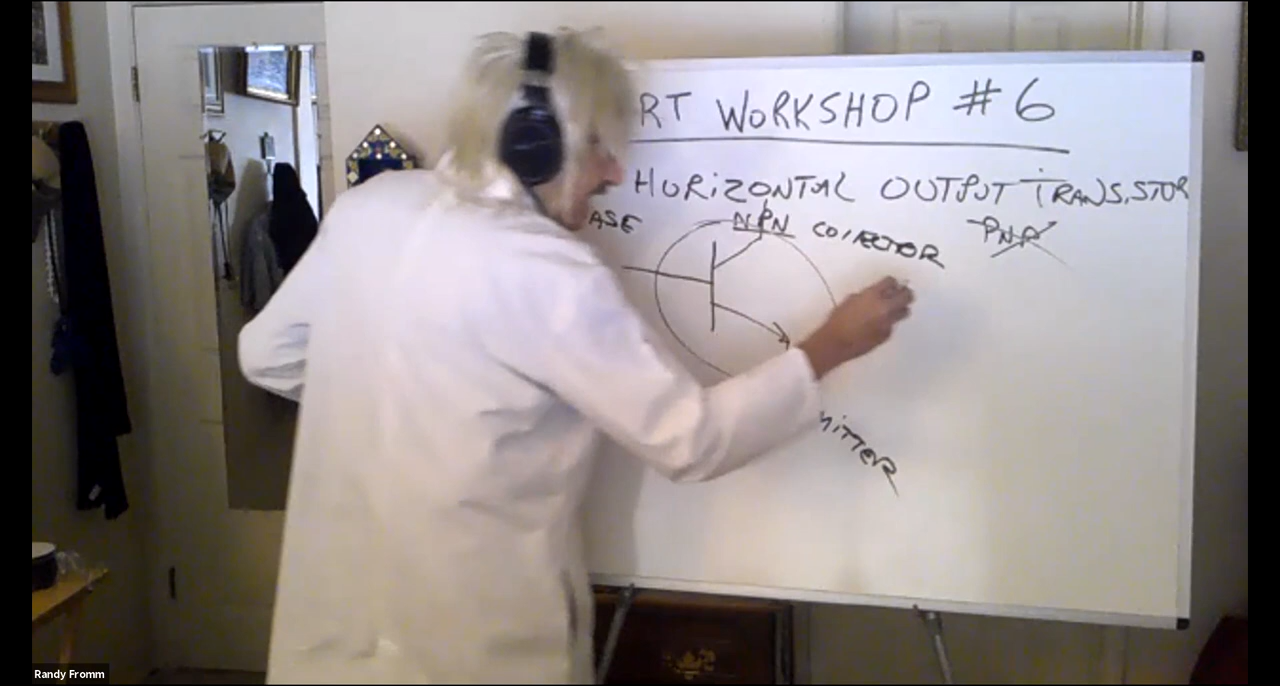 RT WORKSHOP #6
HORIZONTAL OUTPUT TRANSISTOR
ASE NPN COLLECTOR PNP
MITTER
Randy Fromm